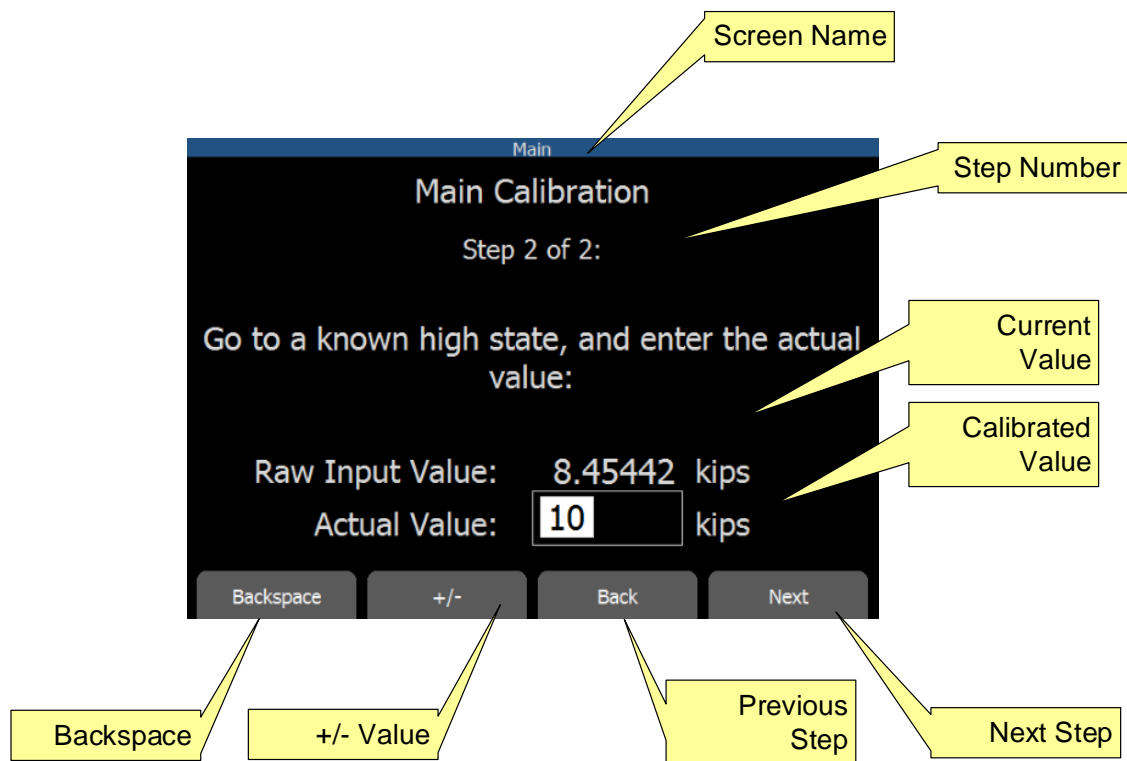 Screen Name
Main
Main Calibration
Step Number
Step 2 of 2:
Go to a known high state, and enter the actual
value:
Current
Value
Calibrated
Value
Raw Input Value: 8.45442 kips
Actual Value: 10 kips
Backspace +/- Back Next
Backspace
+/- Value
Previous
Step
Next Step